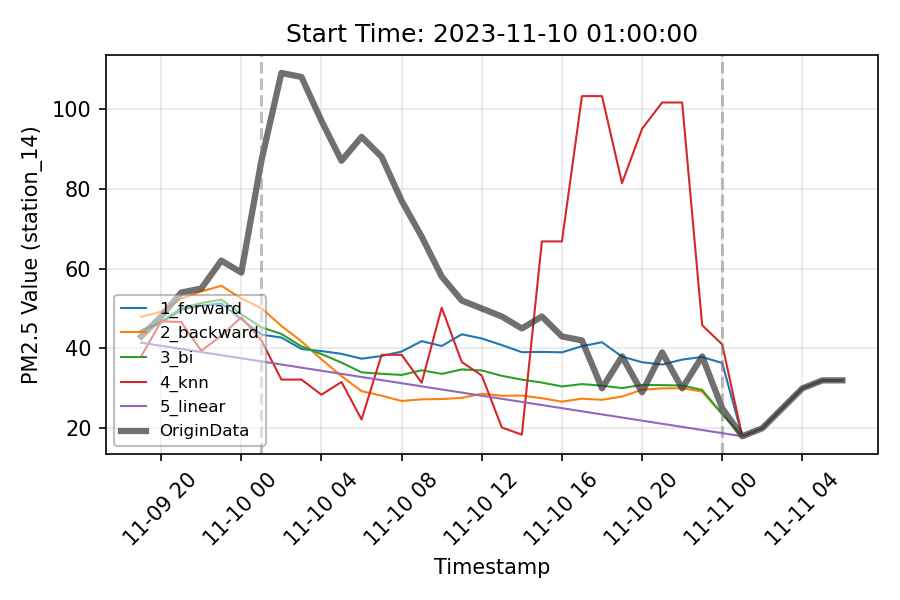 Start Time: 2023-11-10 01:00:00
PM2.5 Value (station_14)
100
80
60
40
20
1_forward
2_backward
3_bi
4_knn
5_linear
OriginData
11-09 20
11-10 00
11-10 04
11-10 08
11-10 12
11-10 16
11-10 20
11-11 00
11-11 04
Timestamp